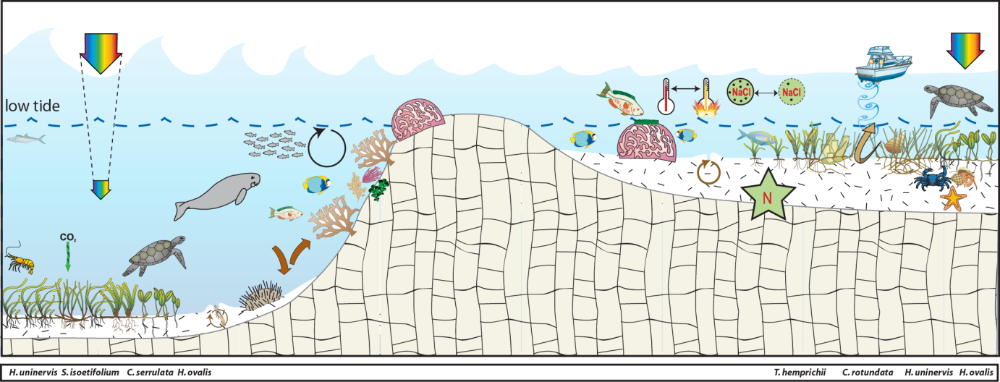 low tide
NaCl NaCl
N
CO₂
H.uninervis S.isoetifolium C.serrulata H.ovalis T.hemprichii C.rotundata H.uninervis H.ovalis